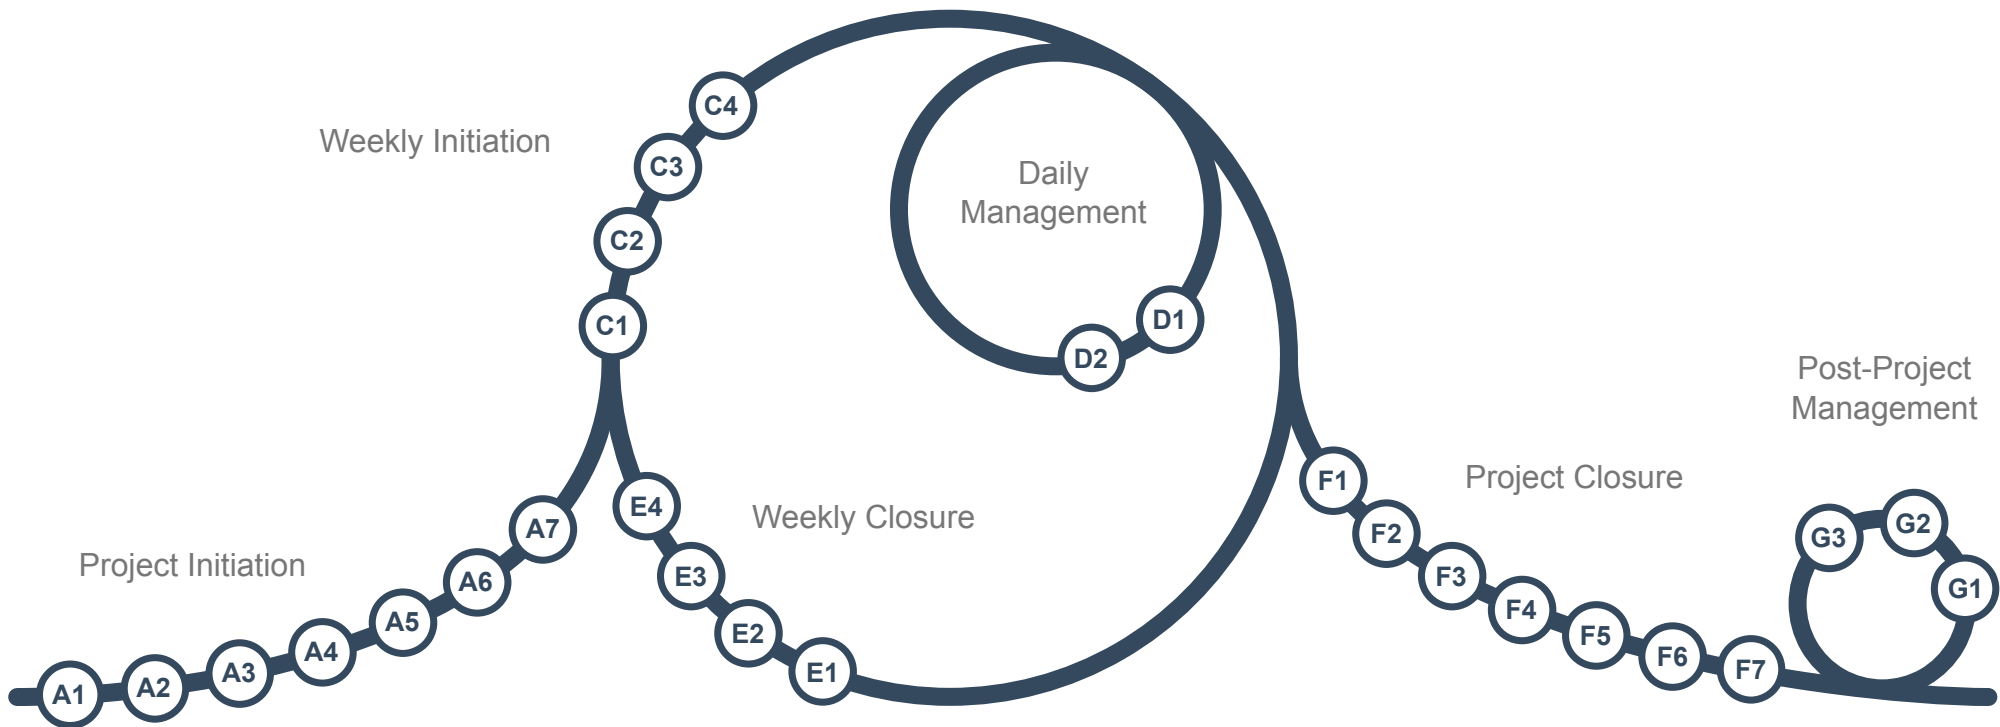 Project Initiation
A1
A2
A3
A4
A5
A6
A7
Weekly Initiation
C1
C2
C3
C4
Daily
Management
D1
D2
Weekly Closure
E1
E2
E3
E4
Project Closure
F1
F2
F3
F4
F5
F6
F7
Post-Project
Management
G1
G2
G3